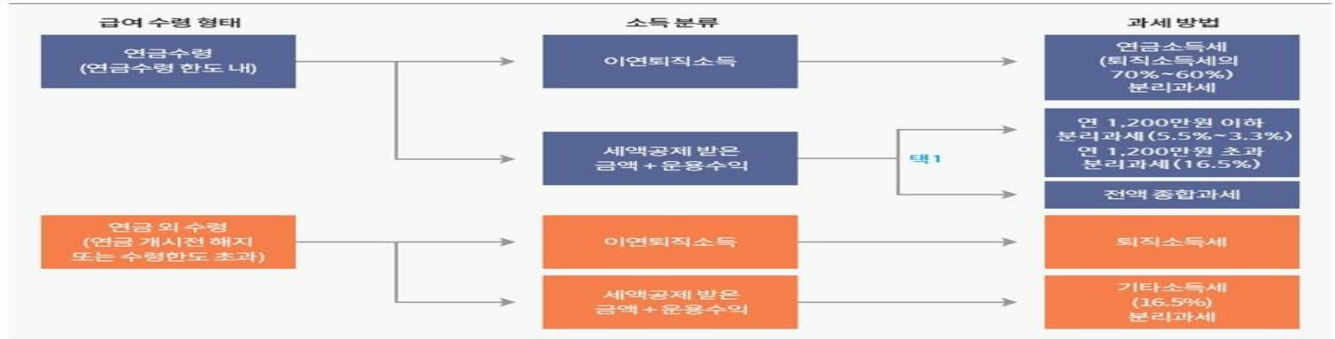 급여 수령 형태
소득 분류
과세 방법
연금수령
(연금수령 한도 내)
이연퇴직소득
연금소득세
(퇴직소득세의
70%~60%)
분리과세
세액공제 받은
금액 + 운용수익
택1
연 1,200만원 이하
분리과세(5.5%~3.3%)
연 1,200만원 초과
분리과세(16.5%)
전액 종합과세
연금 외 수령
(연금 개시전 해지
또는 수령한도 초과)
이연퇴직소득
퇴직소득세
세액공제 받은
금액 + 운용수익
기타소득세
(16.5%)
분리과세